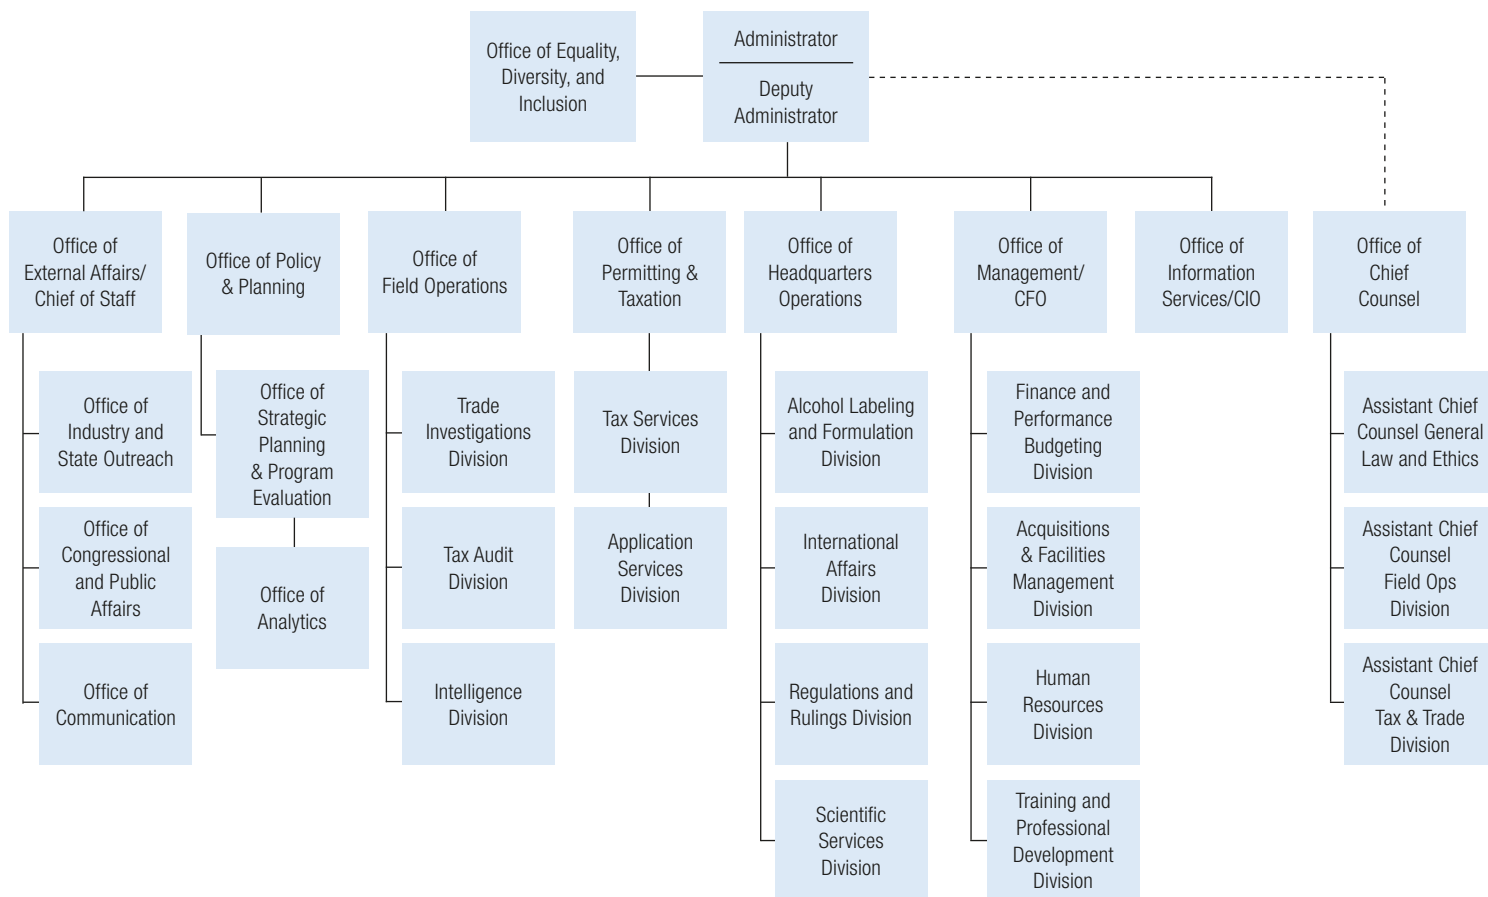 Office of Equality,
Diversity, and
Inclusion
Administrator
Deputy
Administrator
Office of
External Affairs/
Chief of Staff
Office of Policy
& Planning
Office of
Field Operations
Office of
Permitting &
Taxation
Office of
Headquarters
Operations
Office of
Management/
CFO
Office of
Information
Services/CIO
Office of
Chief
Counsel
Office of
Industry and
State Outreach
Office of
Strategic
Planning
& Program
Evaluation
Trade
Investigations
Division
Tax Services
Division
Alcohol Labeling
and Formulation
Division
Finance and
Performance
Budgeting
Division
Assistant Chief
Counsel General
Law and Ethics
Office of
Congressional
and Public
Affairs
Office of
Analytics
Tax Audit
Division
Application
Services
Division
International
Affairs
Division
Acquisitions
& Facilities
Management
Division
Assistant Chief
Counsel
Field Ops
Division
Office of
Communication
Intelligence
Division
Regulations and
Rulings Division
Human
Resources
Division
Assistant Chief
Counsel
Tax & Trade
Division
Scientific
Services
Division
Training and
Professional
Development
Division